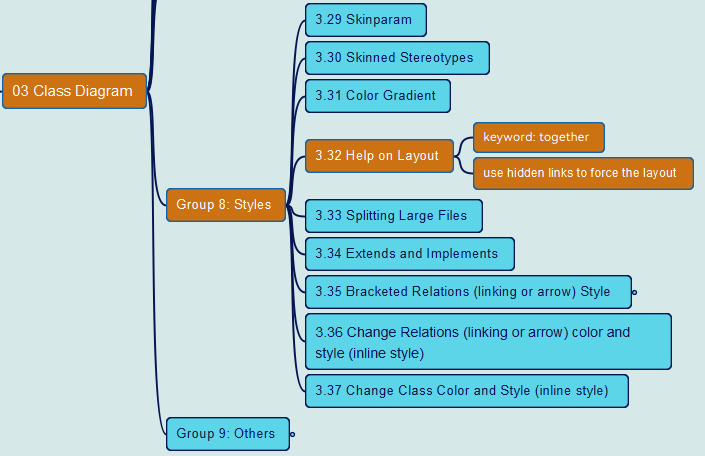 3.29 Skinparam
3.30 Skinned Stereotypes
03 Class Diagram
3.31 Color Gradient
3.32 Help on Layout
keyword: together
use hidden links to force the layout
Group 8: Styles
3.33 Splitting Large Files
3.34 Extends and Implements
3.35 Bracketed Relations (linking or arrow) Style
3.36 Change Relations (linking or arrow) color and
style (inline style)
3.37 Change Class Color and Style (inline style)
Group 9: Others